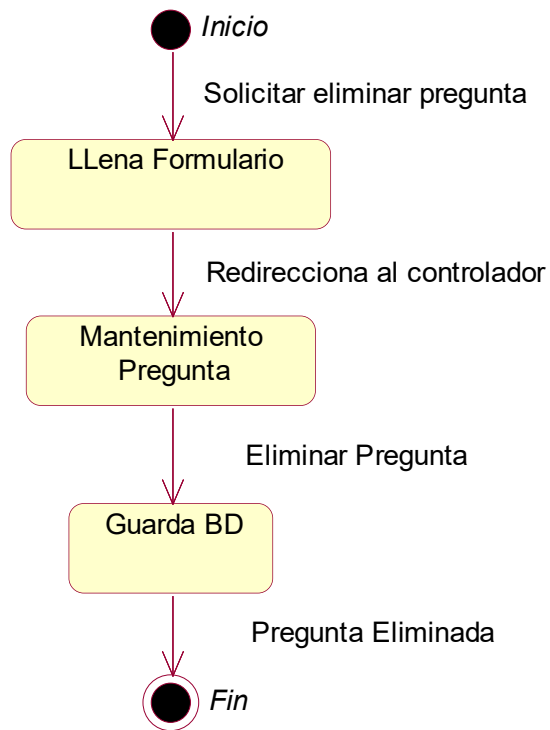 Inicio
Solicitar eliminar pregunta
LLena Formulario
Redirecciona al controlador
Mantenimiento
Pregunta
Eliminar Pregunta
Guarda BD
Pregunta Eliminada
Fin